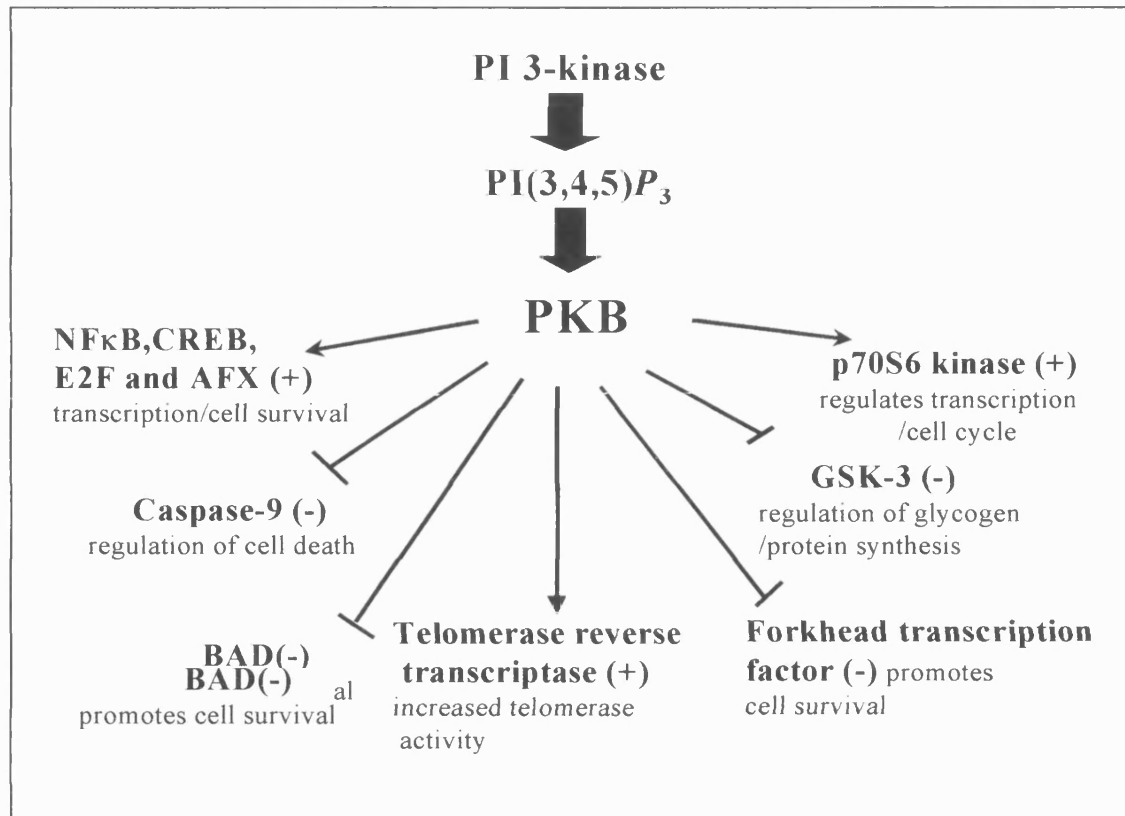 PI 3-kinase
PI(3,4,5)P3
PKB
NFκB,CREB,
E2F and AFX (+)
transcription/cell survival
p70S6 kinase (+)
regulates transcription
/cell cycle
Caspase-9 (-)
regulation of cell death
GSK-3 (-)
regulation of glycogen
/protein synthesis
BAD(-)
BAD(-)
al
promotes cell survival
Telomerase reverse
transcriptase (+)
increased telomerase
activity
Forkhead transcription
factor (-) promotes
cell survival